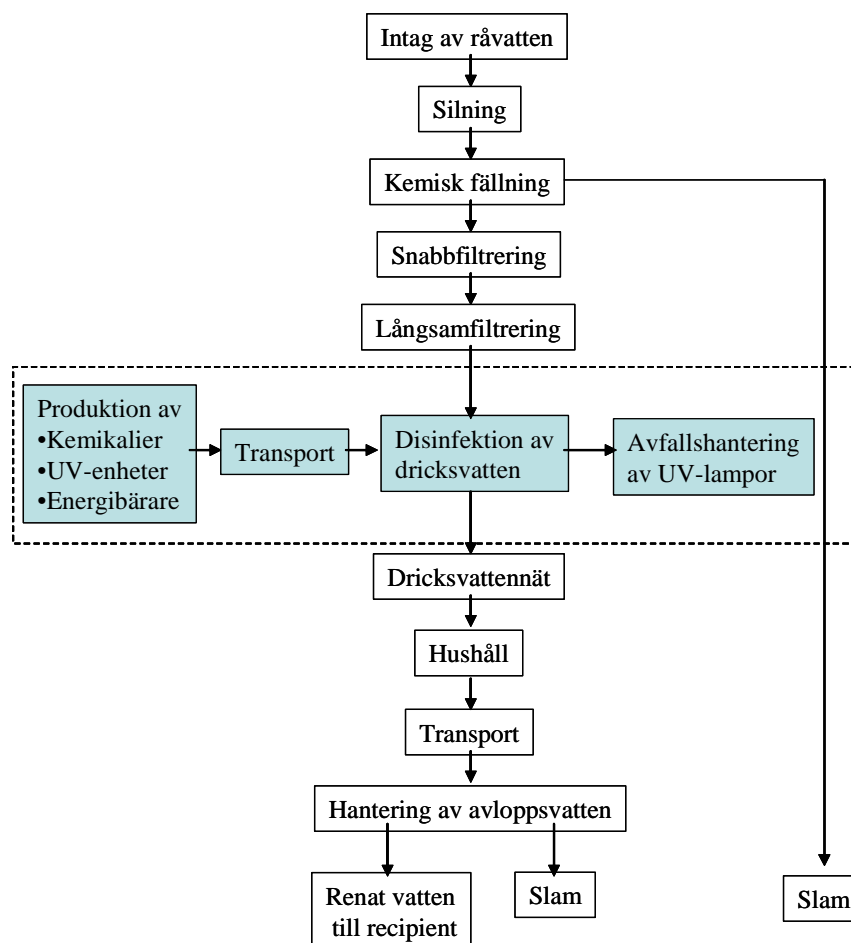 Intag av råvatten
Silning
Kemisk fällning
Snabbfiltrering
Långsamfiltrering
Produktion av
•Kemikalier
•UV-enheter
•Energibärare
Transport
Disinfektion av
dricksvatten
Avfallshantering
av UV-lampor
Dricksvattennät
Hushåll
Transport
Hantering av avloppsvatten
Renat vatten
till recipient
Slam
Slam